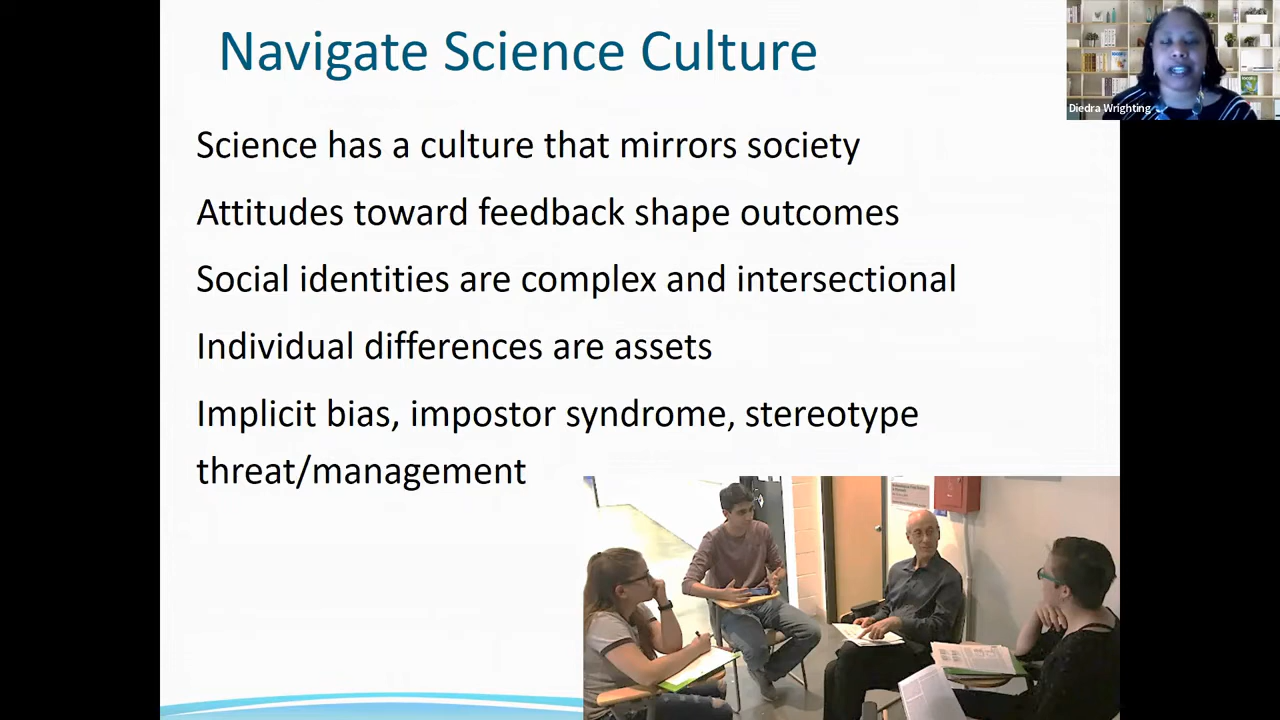 Navigate Science Culture
Diedra Wrighting
Science has a culture that mirrors society
Attitudes toward feedback shape outcomes
Social identities are complex and intersectional
Individual differences are assets
Implicit bias, impostor syndrome, stereotype
threat/management